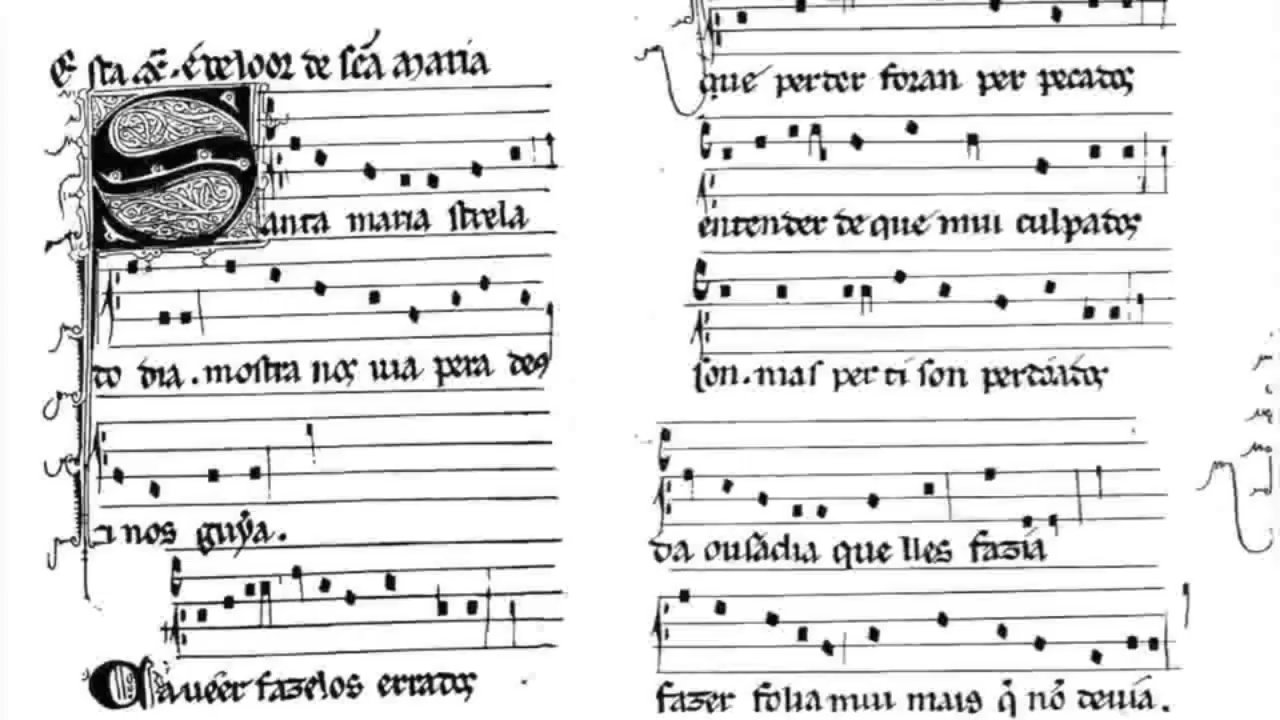 Esta .C̃. é de loor de sc̃a maria
Santa maria strela
do dia . mostra nos uia pera deꝰ
⁊ nos guỹa.
Ca ueer fazelos errados
que perder foran per pecados
entender de que mui culpados
son . mas per ti son perdõados
da ousadia que lles fazia
fazer folia mui mais q̃ nõ deuia.